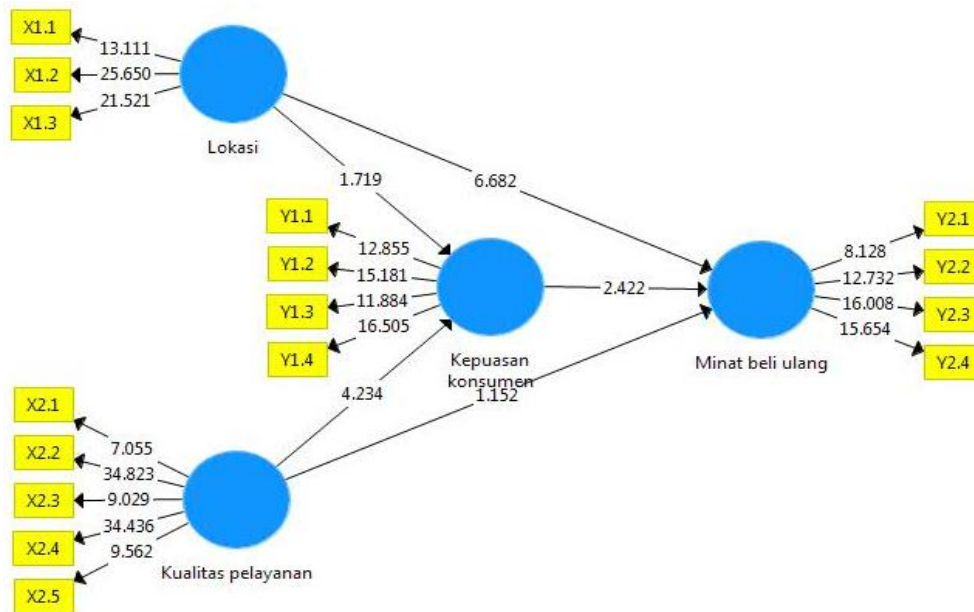 X1.1
13.111
X1.2
25.650
X1.3
21.521
Lokasi
1.719
6.682
Y1.1
12.855
Y1.2
15.181
Y1.3
11.884
Y1.4
16.505
Kepuasan
konsumen
2.422
Y2.1
8.128
Y2.2
12.732
Y2.3
16.008
Y2.4
15.654
Minat beli ulang
4.234
1.152
X2.1
7.055
X2.2
34.823
X2.3
9.029
X2.4
34.436
X2.5
9.562
Kualitas pelayanan